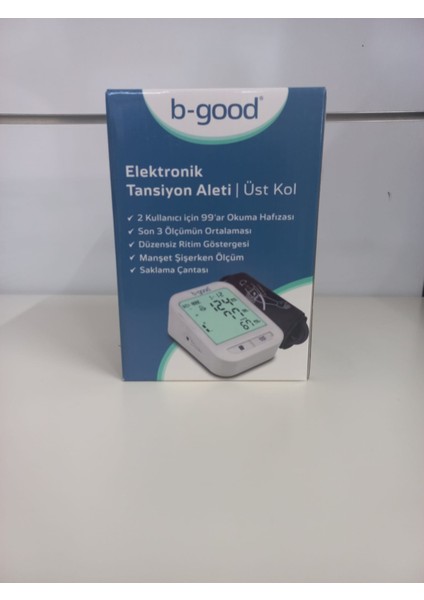 b-good®
Elektronik
Tansiyon Aleti | Üst Kol
✓ 2 Kullanıcı için 99'ar Okuma Hafızası
✓ Son 3 Ölçümün Ortalaması
✓ Düzensiz Ritim Göstergesi
✓ Manşet Şişerken Ölçüm
✓ Saklama Çantası
b-good